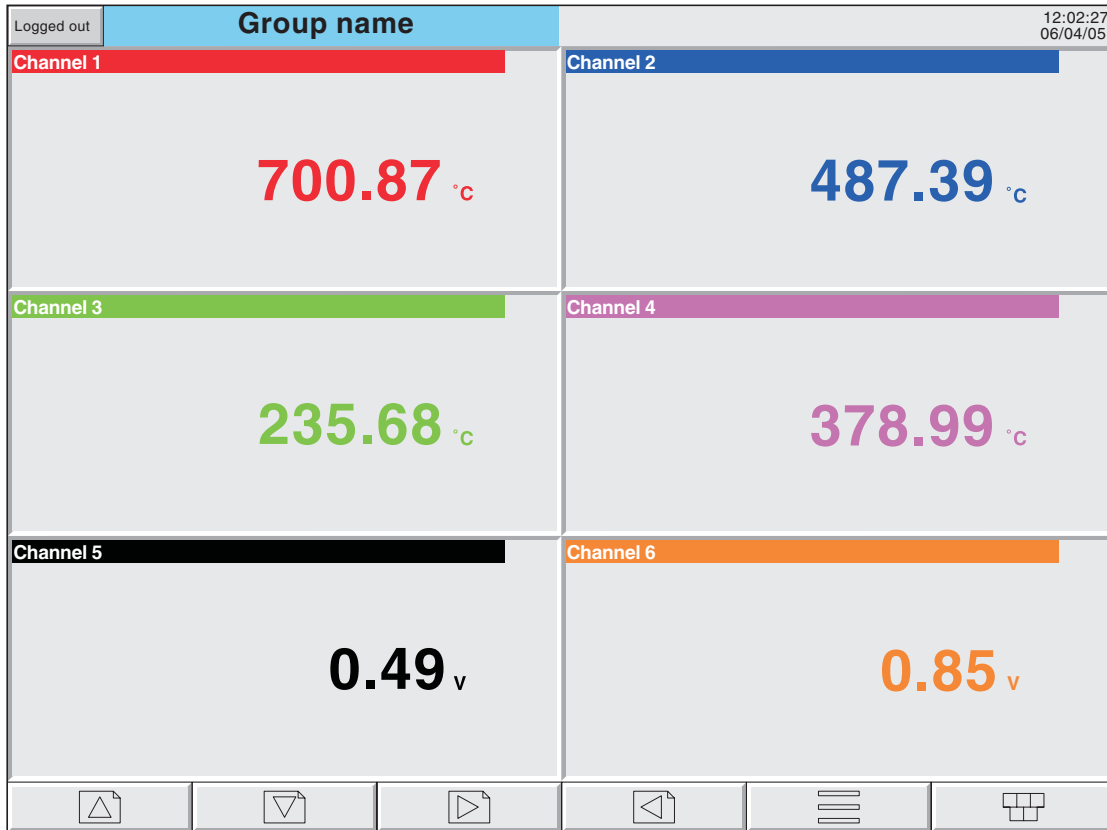 Logged out
Group name
12:02:27
06/04/05
Channel 1
700.87 °C
Channel 2
487.39 °C
Channel 3
235.68 °C
Channel 4
378.99 °C
Channel 5
0.49 V
Channel 6
0.85 V